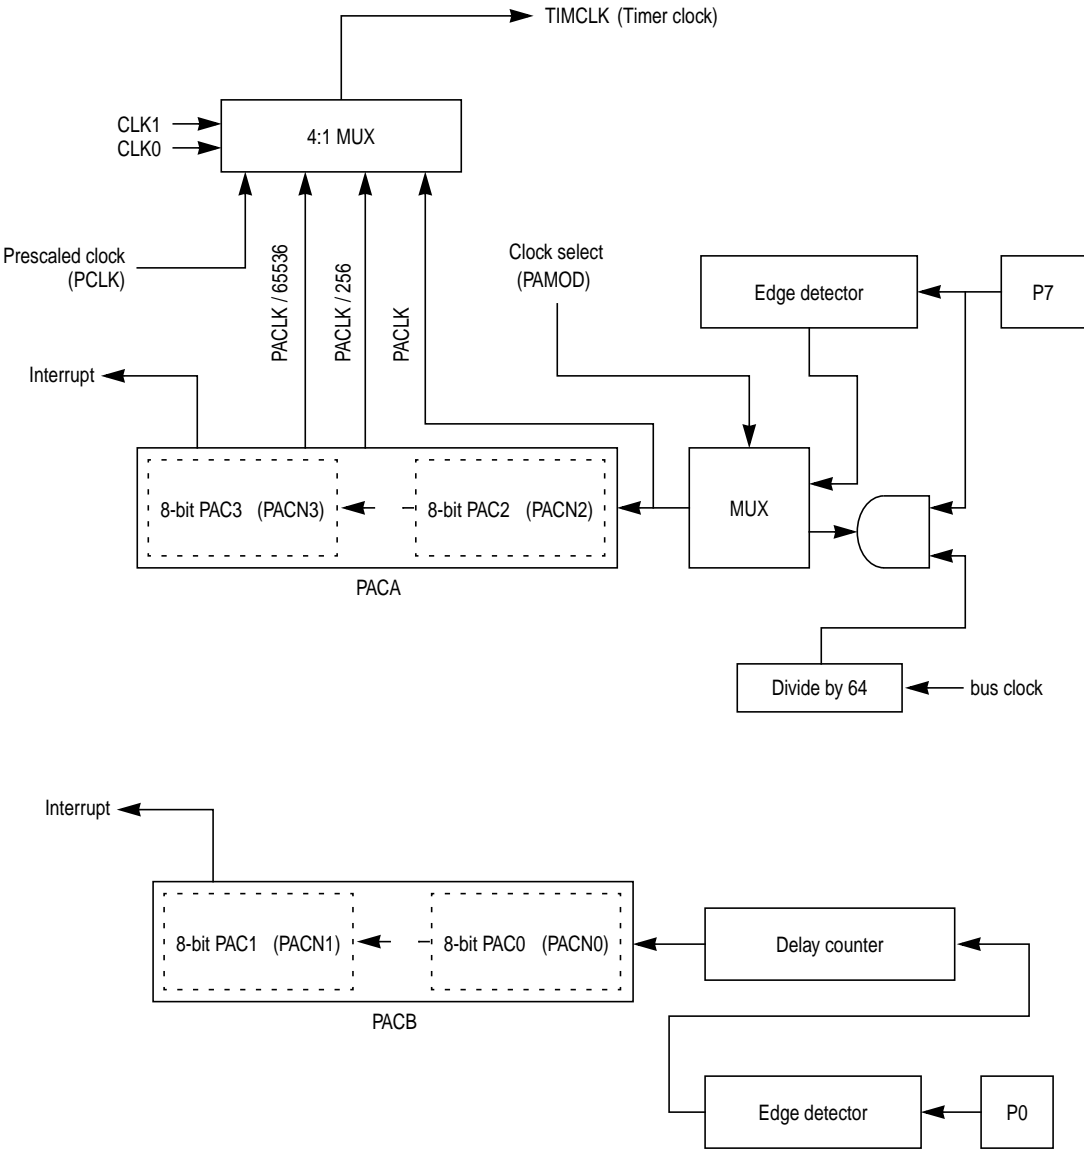 TIMCLK (Timer clock)
CLK1
CLK0
4:1 MUX
Prescaled clock
(PCLK)
PACLK / 65536
PACLK / 256
PACLK
Clock select
(PAMOD)
Edge detector
P7
Interrupt
8-bit PAC3 (PACN3)
8-bit PAC2 (PACN2)
MUX
PACA
Divide by 64
bus clock
Interrupt
8-bit PAC1 (PACN1)
8-bit PAC0 (PACN0)
Delay counter
PACB
Edge detector
P0